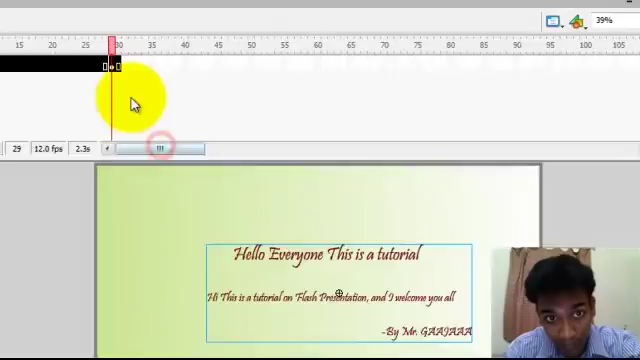 39%
15 20 25 30 35 40 45 50 55 60 65 70 75 80 85 90 95 100 105
29 12.0 fps 2.3s
Hello Everyone This is a tutorial
Hi This is a tutorial on Flash Presentation, and I welcome you all
-By Mr. GAAJAAA